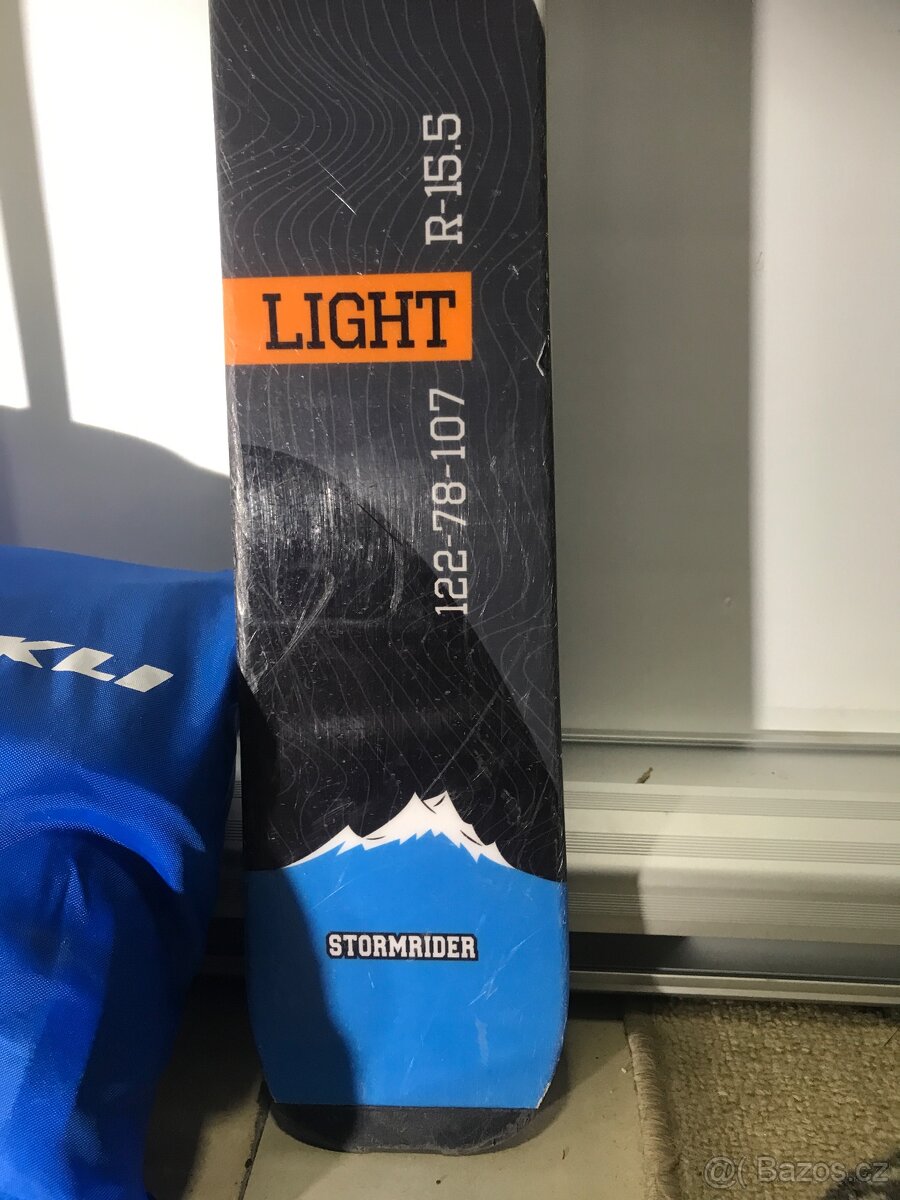 R-15.5
LIGHT
122-78-107
KLI
STORMRIDER
@( Bazos.cz